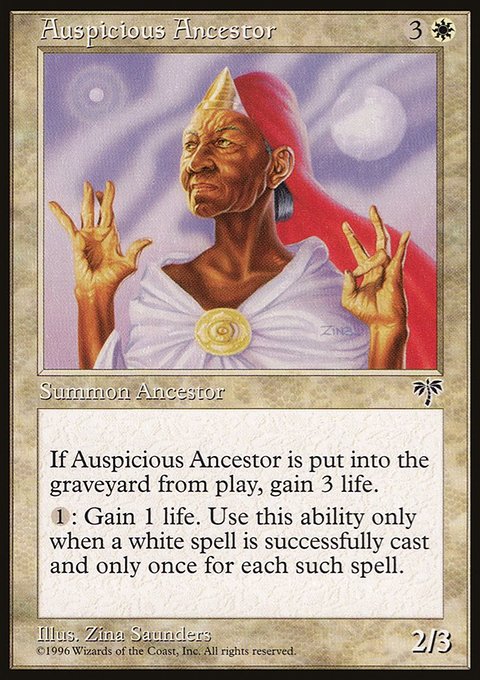 Auspicious Ancestor 3
ZINA
Summon Ancestor
If Auspicious Ancestor is put into the
graveyard from play, gain 3 life.
1: Gain 1 life. Use this ability only
when a white spell is successfully cast
and only once for each such spell.
Illus. Zina Saunders
2/3
©1996 Wizards of the Coast, Inc. All rights reserved.